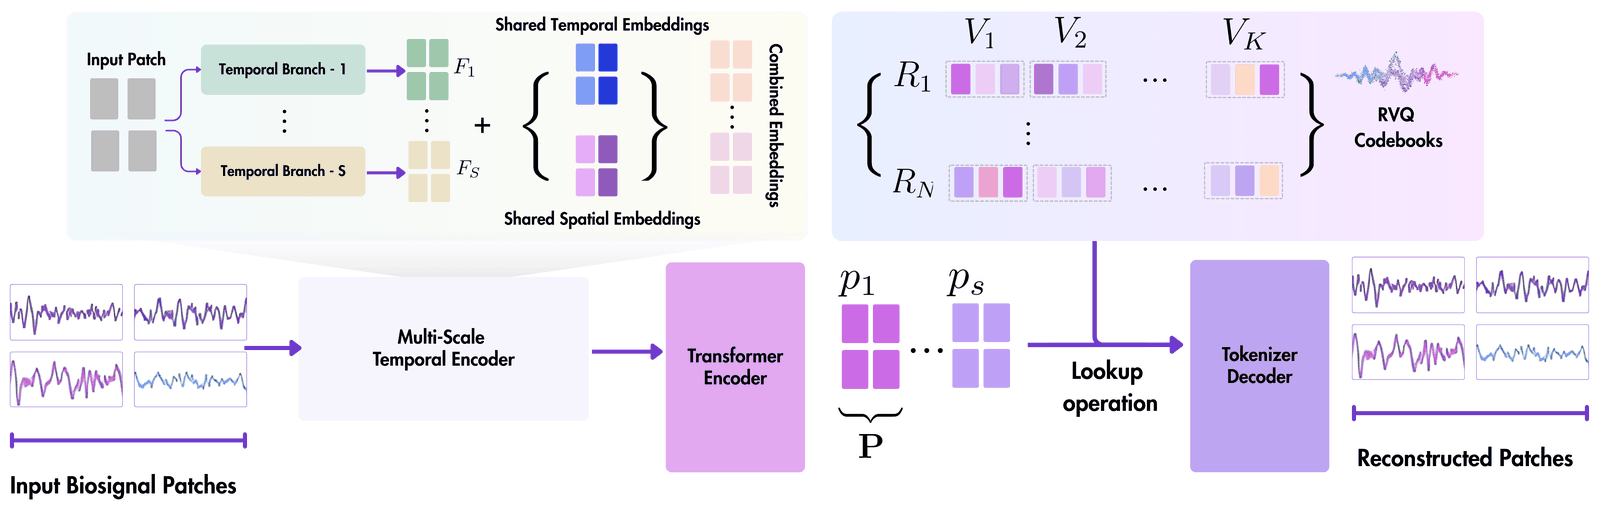 Shared Temporal Embeddings
Input Patch
Temporal Branch - 1
F1
Temporal Branch - S
FS
+
Shared Spatial Embeddings
Combined Embeddings
V1
V2
...
VK
R1
...
RN
...
RVQ
Codebooks
Input Biosignal Patches
Multi-Scale
Temporal Encoder
Transformer
Encoder
p1
...
ps
P
Lookup
operation
Tokenizer
Decoder
Reconstructed Patches